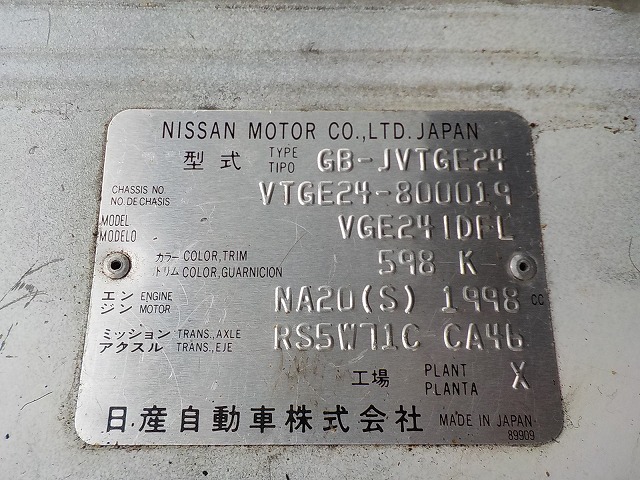 NISSAN MOTOR CO.,LTD. JAPAN
型式 TYPE TIPO GB-JVTGE24
CHASSIS NO. NO. DE CHASIS VTGE24-800019
MODEL MODELO VGE241DFL
カラー COLOR, TRIM
トリム COLOR, GUARNICIÓN 598 K
エンジン ENGINE MOTOR NA20(S) 1998 CC
ミッション TRANS., AXLE
アクスル TRANS., EJE RS5W71C CA46
工場 PLANT PLANTA X
日産自動車株式会社 MADE IN JAPAN
89909